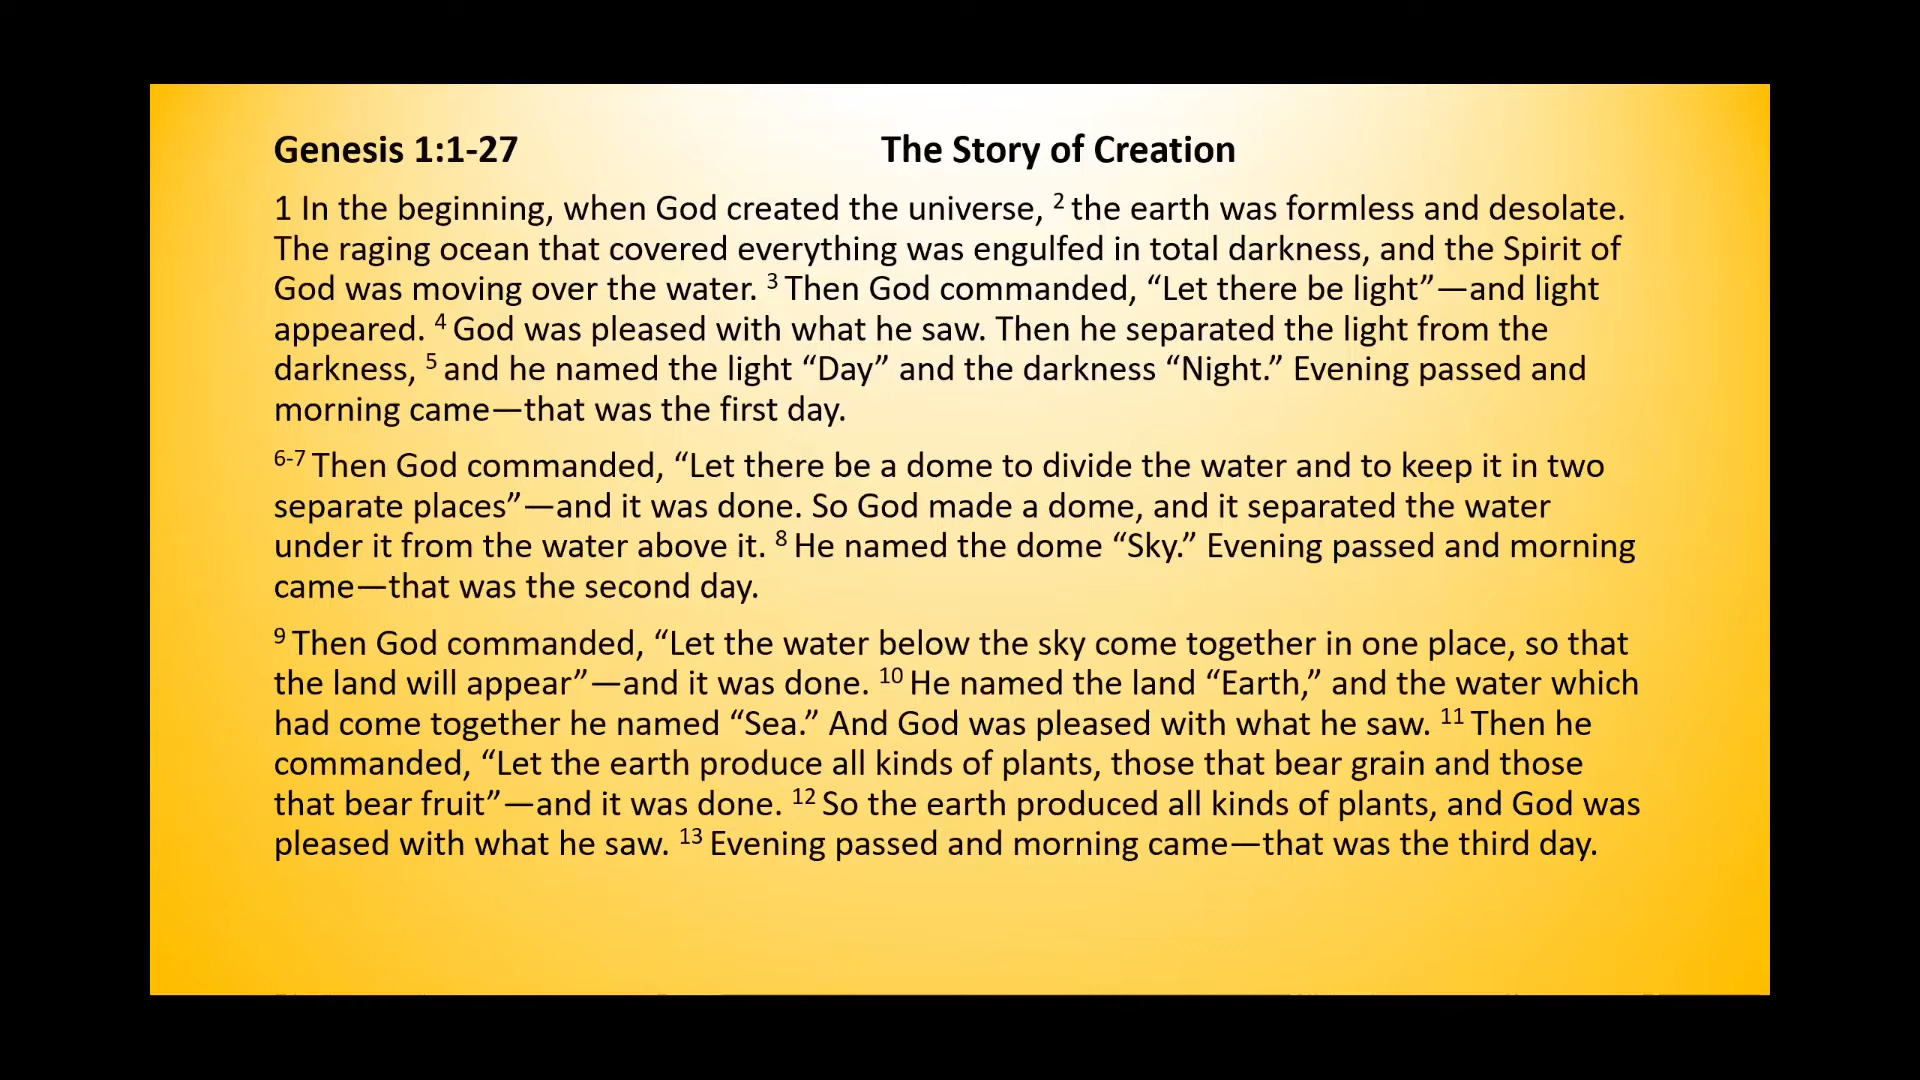 Genesis 1:1-27 The Story of Creation
1 In the beginning, when God created the universe, 2 the earth was formless and desolate.
The raging ocean that covered everything was engulfed in total darkness, and the Spirit of
God was moving over the water. 3 Then God commanded, “Let there be light”—and light
appeared. 4 God was pleased with what he saw. Then he separated the light from the
darkness, 5 and he named the light “Day” and the darkness “Night.” Evening passed and
morning came—that was the first day.
6-7 Then God commanded, “Let there be a dome to divide the water and to keep it in two
separate places”—and it was done. So God made a dome, and it separated the water
under it from the water above it. 8 He named the dome “Sky.” Evening passed and morning
came—that was the second day.
9 Then God commanded, “Let the water below the sky come together in one place, so that
the land will appear”—and it was done. 10 He named the land “Earth,” and the water which
had come together he named “Sea.” And God was pleased with what he saw. 11 Then he
commanded, “Let the earth produce all kinds of plants, those that bear grain and those
that bear fruit”—and it was done. 12 So the earth produced all kinds of plants, and God was
pleased with what he saw. 13 Evening passed and morning came—that was the third day.